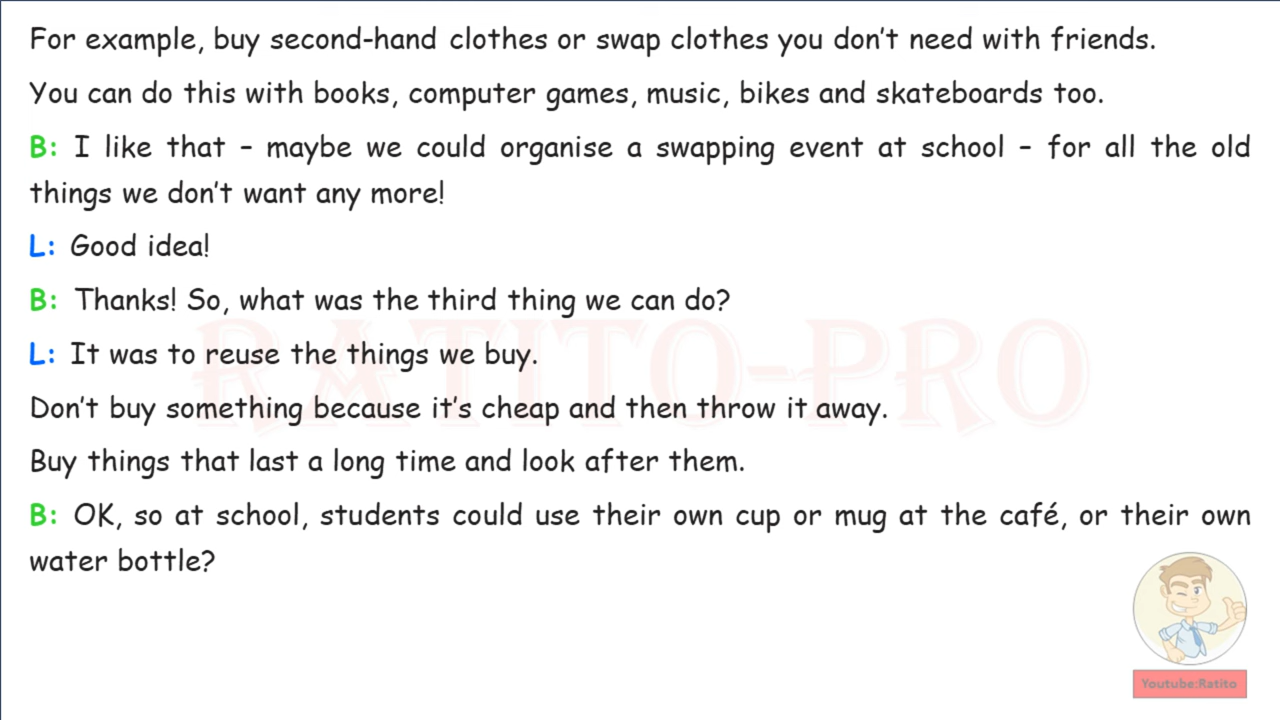 For example, buy second-hand clothes or swap clothes you don't need with friends.
You can do this with books, computer games, music, bikes and skateboards too.
B: I like that – maybe we could organise a swapping event at school – for all the old
things we don't want any more!
L: Good idea!
B: Thanks! So, what was the third thing we can do?
L: It was to reuse the things we buy.
RATITO-PRO
Don't buy something because it's cheap and then throw it away.
Buy things that last a long time and look after them.
B: OK, so at school, students could use their own cup or mug at the café, or their own
water bottle?
Youtube:Ratito